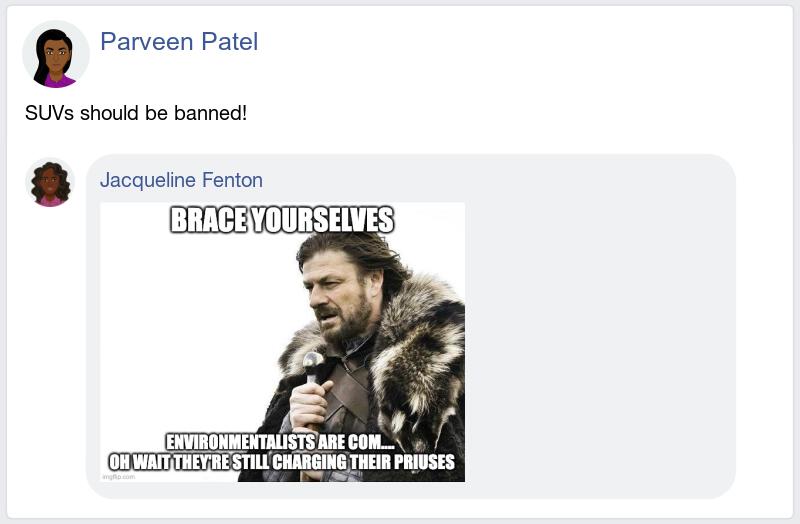 Parveen Patel
SUVs should be banned!
Jacqueline Fenton
BRACE YOURSELVES
ENVIRONMENTALISTS ARE COM....
OH WAIT THEY'RE STILL CHARGING THEIR PRIUSES
imgflip.com